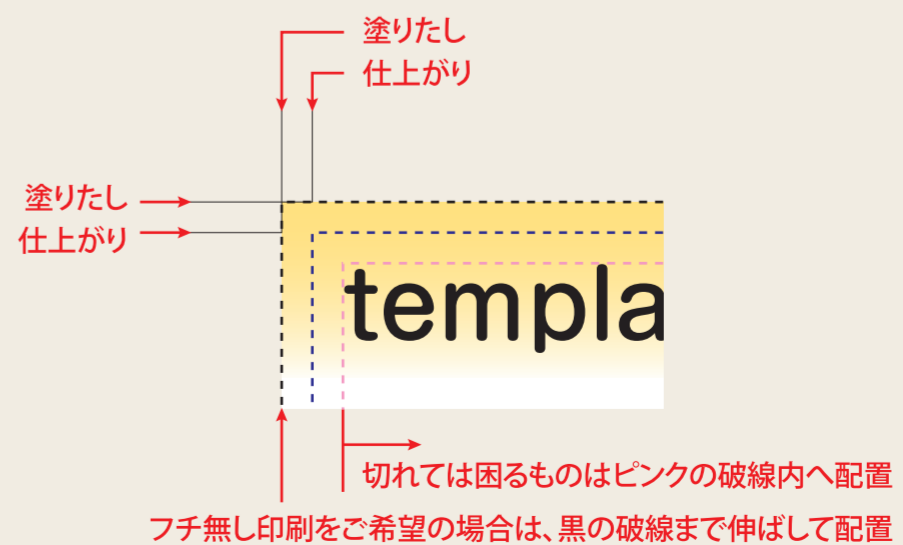 塗りたし
仕上がり
塗りたし
仕上がり
templa
切れては困るものはピンクの破線内へ配置
フチ無し印刷をご希望の場合は、黒の破線まで伸ばして配置